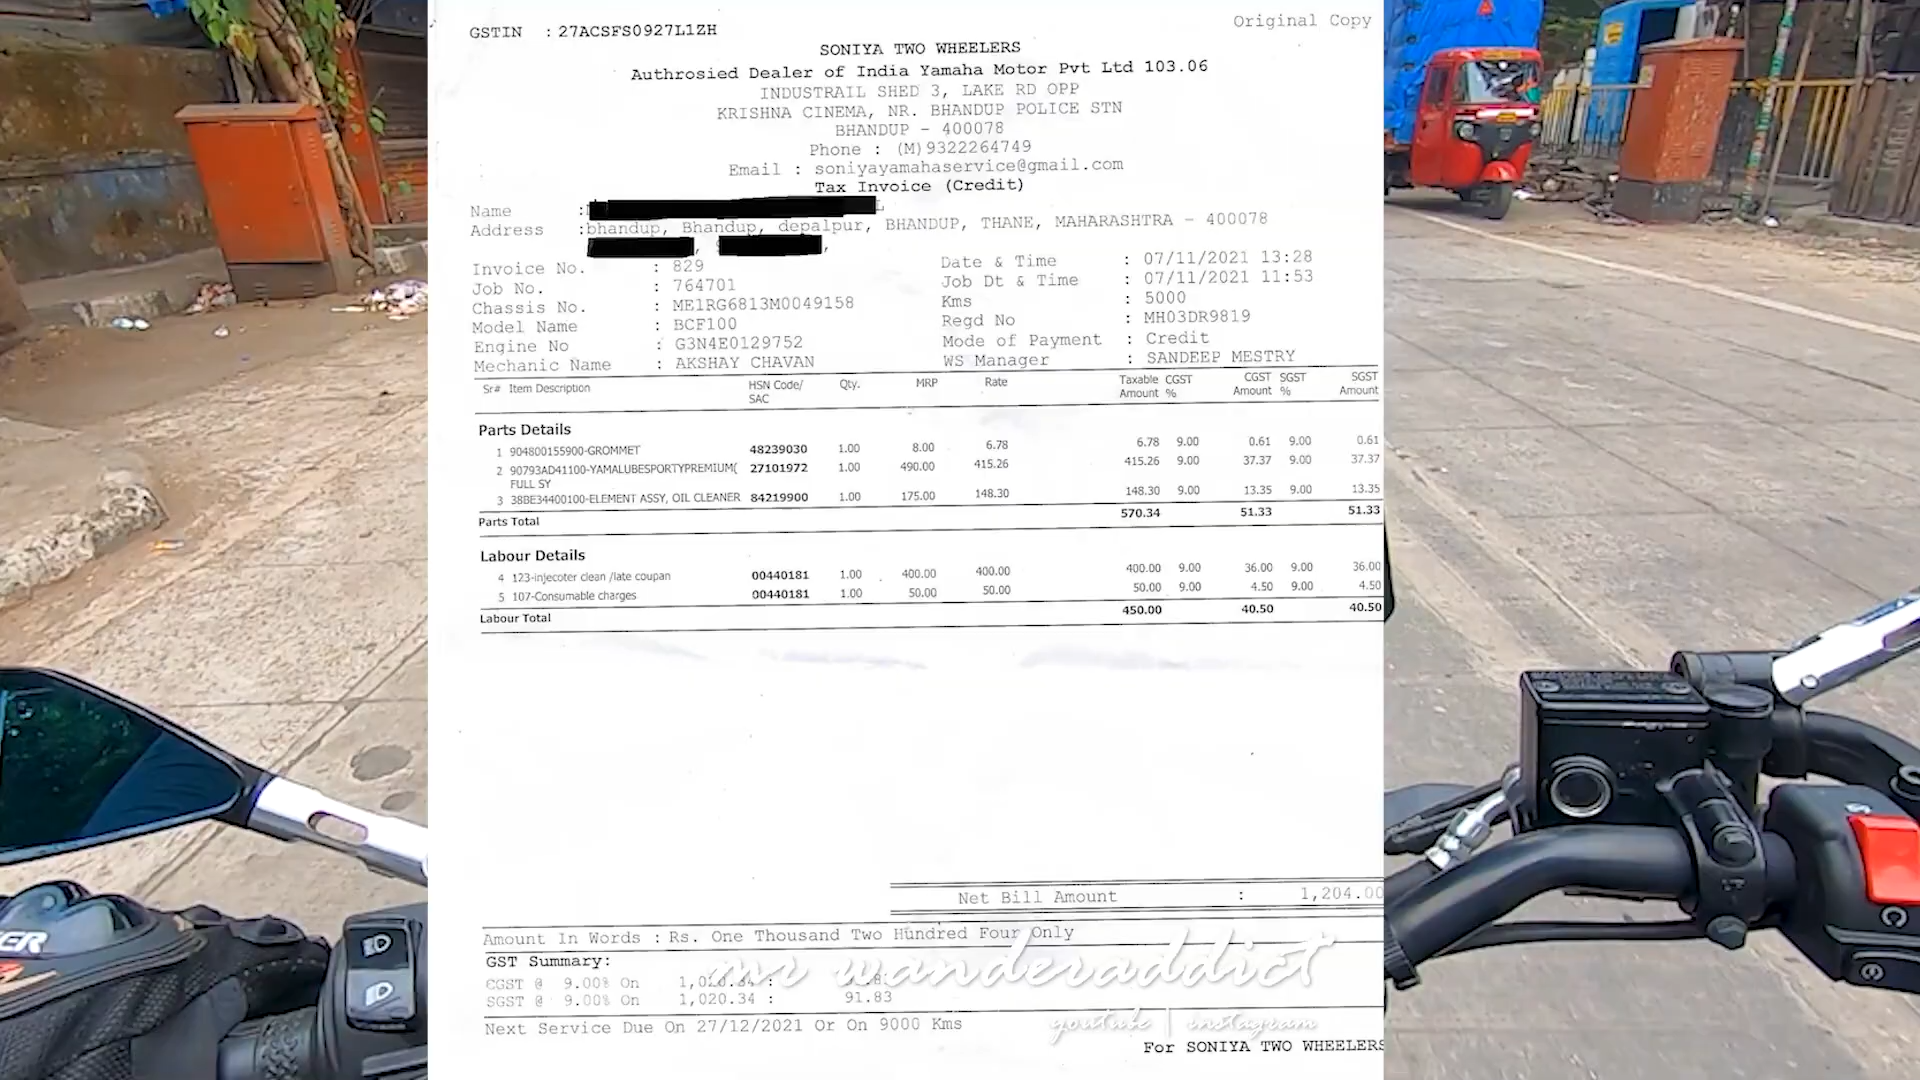 Original Copy
GSTIN : 27ACSFS0927L1ZH
SONIYA TWO WHEELERS
Authrosied Dealer of India Yamaha Motor Pvt Ltd 103.06
INDUSTRAIL SHED 3, LAKE RD OPP
KRISHNA CINEMA, NR. BHANDUP POLICE STN
BHANDUP - 400078
Phone : (M)9322264749
Email : soniyayamahaservice@gmail.com
Tax Invoice (Credit)
Name :
Address :bhandup, Bhandup, depalpur, BHANDUP, THANE, MAHARASHTRA - 400078
Invoice No. : 829 Date & Time : 07/11/2021 13:28
Job No. : 764701 Job Dt & Time : 07/11/2021 11:53
Chassis No. : ME1RG6813M0049158 Kms : 5000
Model Name : BCF100 Regd No : MH03DR9819
Engine No : G3N4E0129752 Mode of Payment : Credit
Mechanic Name : AKSHAY CHAVAN WS Manager : SANDEEP MESTRY
Sr# Item Description HSN Code/ SAC Qty. MRP Rate Taxable Amount CGST % CGST Amount SGST % SGST Amount
Parts Details
1 904800155900-GROMMET 48239030 1.00 8.00 6.78 6.78 9.00 0.61 9.00 0.61
2 90793AD41100-YAMALUBESPORTYPREMIUM( 27101972 1.00 490.00 415.26 415.26 9.00 37.37 9.00 37.37
FULL SY
3 38BE34400100-ELEMENT ASSY, OIL CLEANER 84219900 1.00 175.00 148.30 148.30 9.00 13.35 9.00 13.35
Parts Total 570.34 51.33 51.33
Labour Details
4 123-injecoter clean /late coupan 00440181 1.00 400.00 400.00 400.00 9.00 36.00 9.00 36.00
5 107-Consumable charges 00440181 1.00 50.00 50.00 50.00 9.00 4.50 9.00 4.50
Labour Total 450.00 40.50 40.50
Net Bill Amount : 1,204.00
Amount In Words : Rs. One Thousand Two Hundred Four Only
GST Summary:
CGST @ 9.00% On 1,020.34 :
SGST @ 9.00% On 1,020.34 : 91.83
Next Service Due On 27/12/2021 Or On 9000 Kms
For SONIYA TWO WHEELERS
mr wanderaddict
youtube | instagram